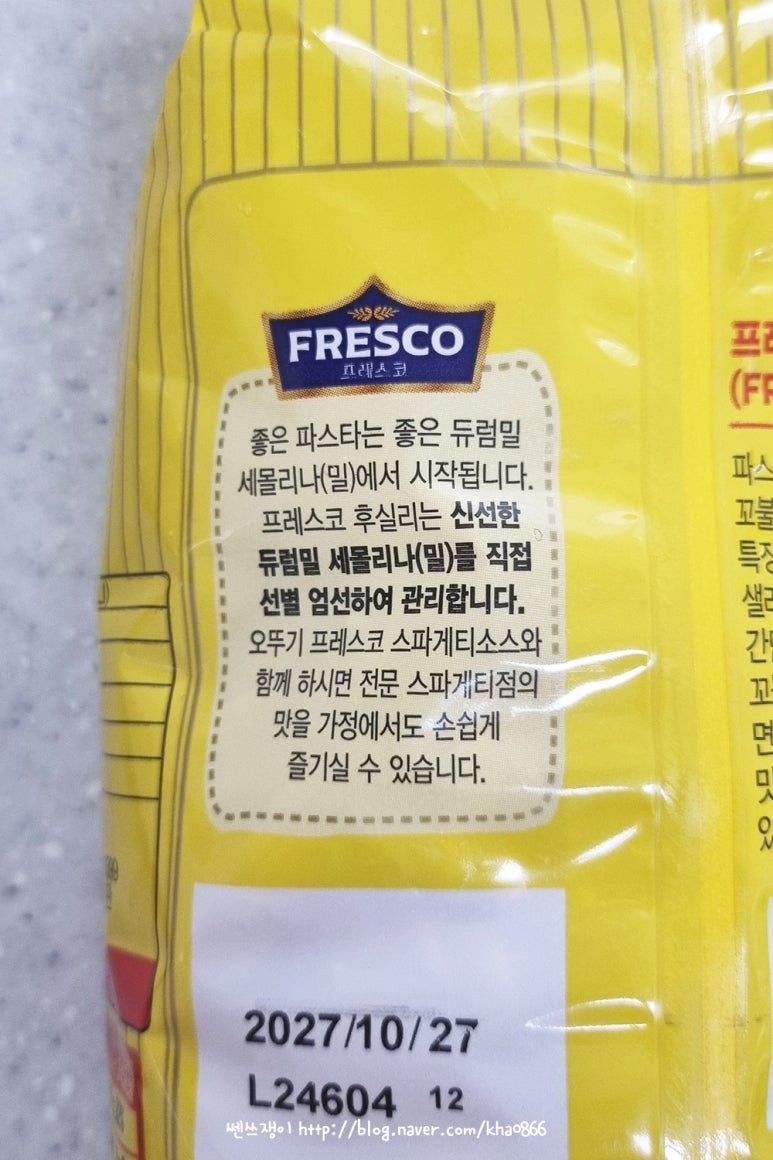 FRESCO
프레스코
좋은 파스타는 좋은 듀럼밀
세몰리나(밀)에서 시작됩니다.
프레스코 후실리는 신선한
듀럼밀 세몰리나(밀)를 직접
선별 엄선하여 관리합니다.
오뚜기 프레스코 스파게티소스와
함께 하시면 전문 스파게티점의
맛을 가정에서도 손쉽게
즐기실 수 있습니다.
2027/10/27
L24604 12
쎈쓰쟁이 http://blog.naver.com/kha0866